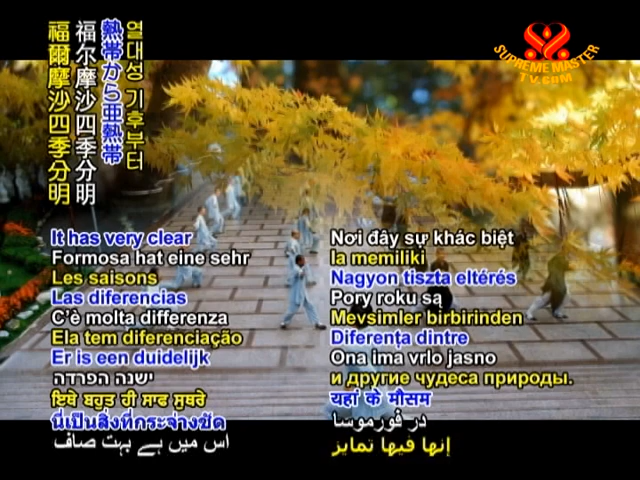 福爾摩沙四季分明
福尔摩沙四季分明
熱帯から亜熱帯
열대성 기후부터
SUPREME MASTER
TV.COM
It has very clear
Formosa hat eine sehr
Les saisons
Las diferencias
C'è molta differenza
Ela tem diferenciação
Er is een duidelijk
ישנה הפרדה
ਇਥੇ ਬਹੁਤ ਹੀ ਸਾਫ ਸੁਥਰੇ
นี่เป็นสิ่งที่กระจ่างชัด
اس میں ہے بہت صاف
Nơi đây sự khác biệt
Ia memiliki
Nagyon tiszta eltérés
Pory roku są
Mevsimler birbirinden
Diferența dintre
Ona ima vrlo jasno
и другие чудеса природы.
यहां के मौसम
در فورموسا
إنها فيها تمايز